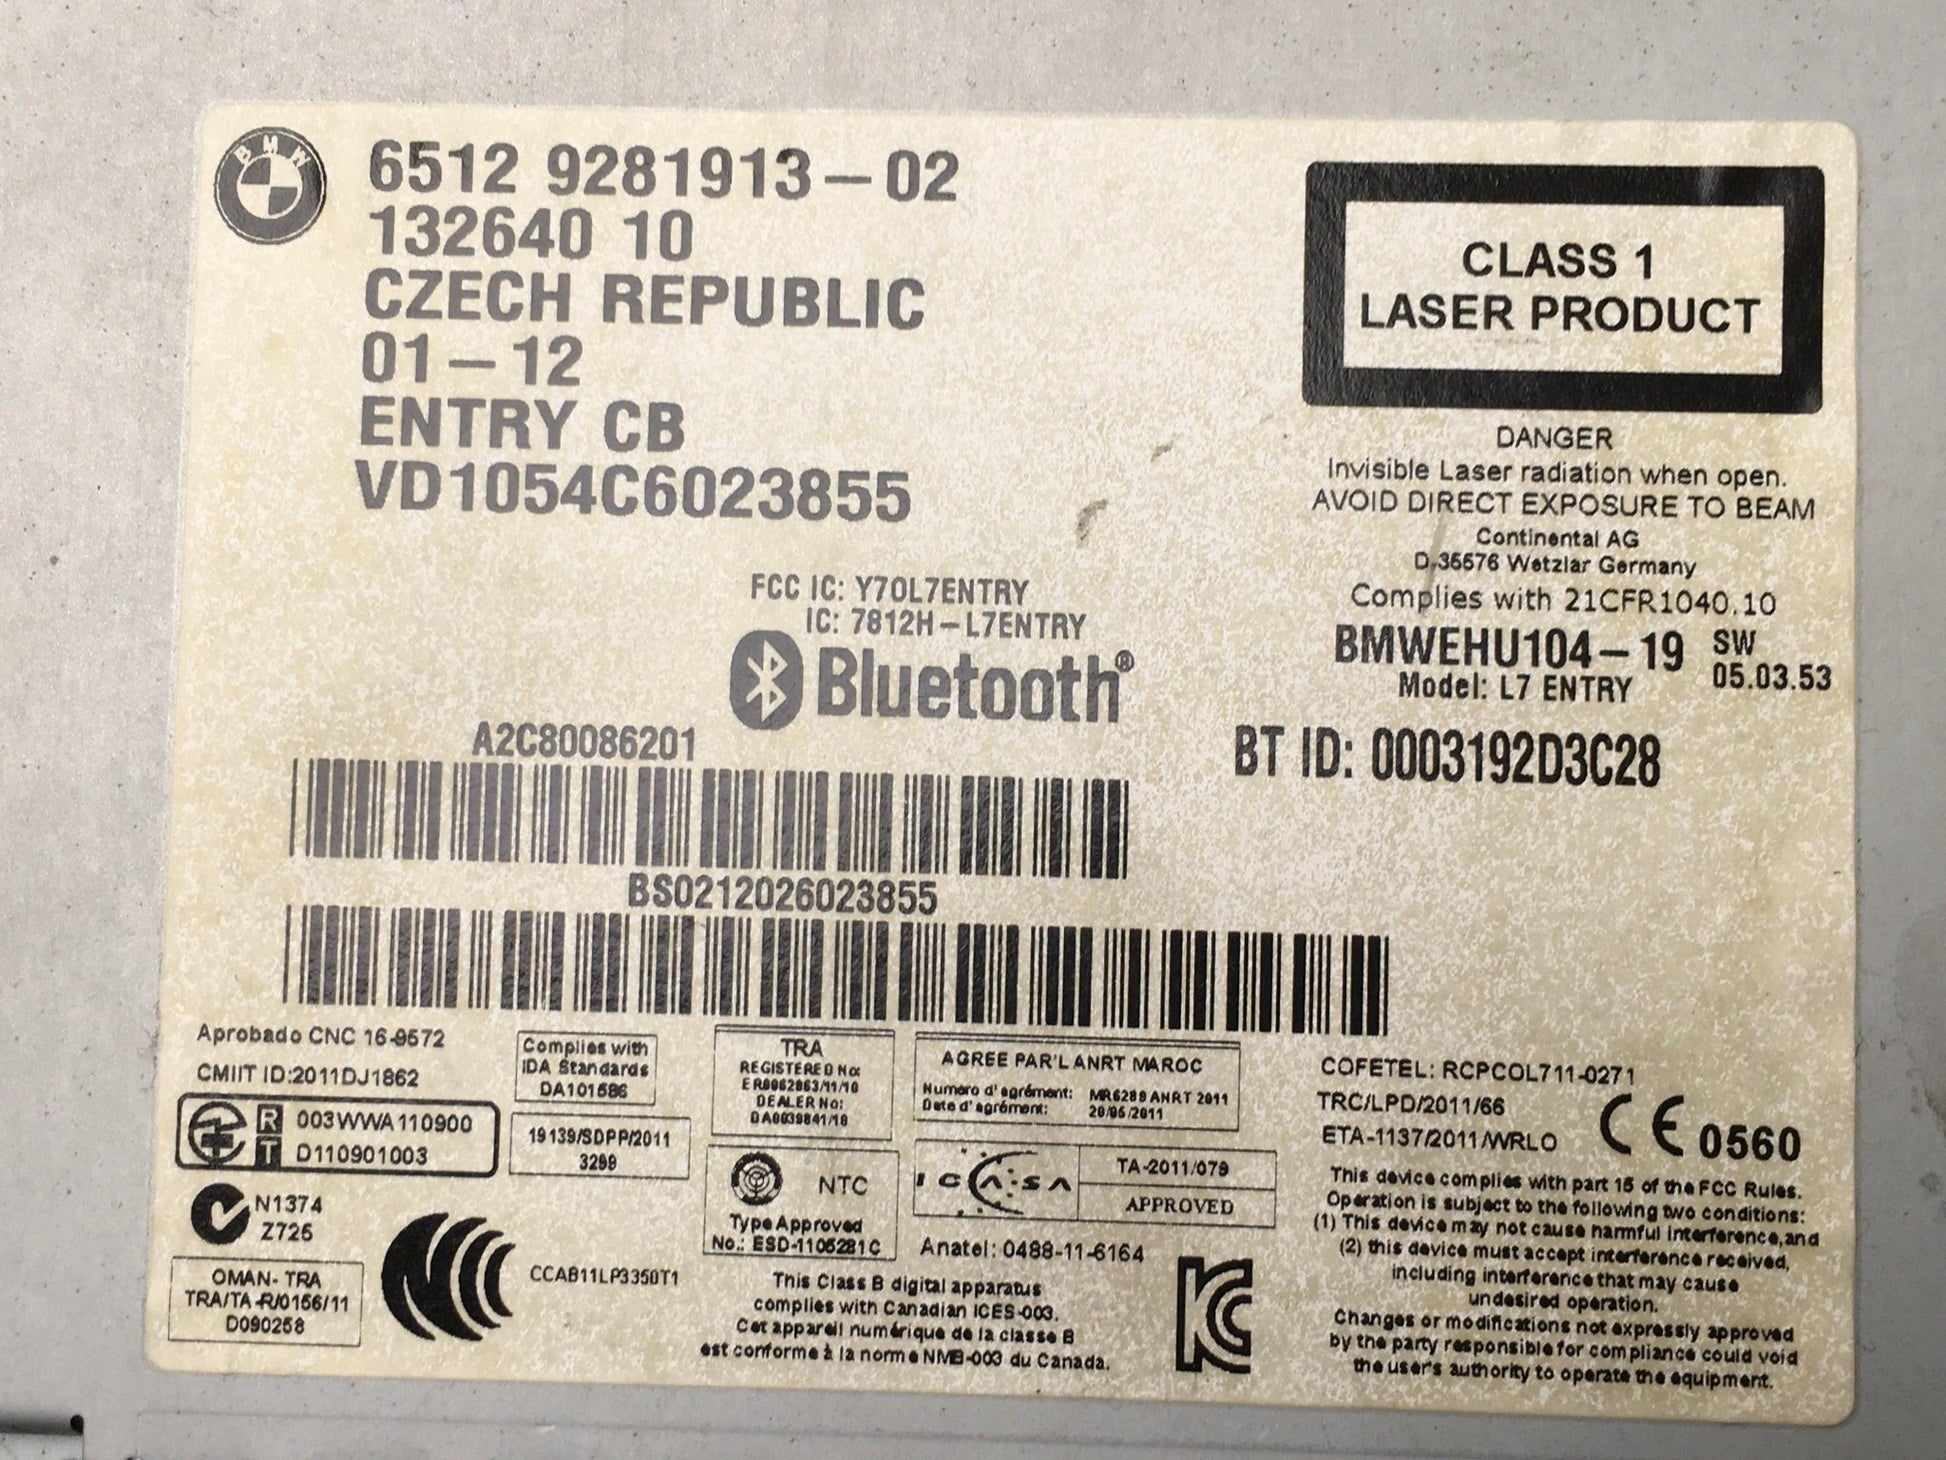 BMW
6512 9281913-02
132640 10
CZECH REPUBLIC
01-12
ENTRY CB
VD1054C6023855
CLASS 1
LASER PRODUCT
DANGER
Invisible Laser radiation when open.
AVOID DIRECT EXPOSURE TO BEAM
Continental AG
D-35576 Wetzlar Germany
Complies with 21CFR1040.10
BMWEHU104-19 SW
05.03.53
Model: L7 ENTRY
BT ID: 0003192D3C28
FCC IC: Y7OL7ENTRY
IC: 7812H-L7ENTRY
Bluetooth®
A2C80086201
BS0212026023855
Aprobado CNC 16-9572
CMIIT ID:2011DJ1862
R 003WWA110900
T D110901003
N1374
Z725
OMAN- TRA
TRA/TA-R/0156/11
D090258
CCAB11LP3350T1
Complies with
IDA Standards
DA101586
19139/SDPP/2011
3299
TRA
REGISTERED No:
ER0062863/11/10
DEALER No:
DA0039841/10
NTC
Type Approved
No.: ESD-1105281C
AGREE PAR'L ANRT MAROC
Numero d'agrément: MR6289 ANRT 2011
Date d'agrément: 20/05/2011
ICASA
TA-2011/079
APPROVED
Anatel: 0488-11-6164
This Class B digital apparatus
complies with Canadian ICES-003.
Cet appareil numérique de la classe B
est conforme à la norme NMB-003 du Canada.
COFETEL: RCPCOL711-0271
TRC/LPD/2011/66
ETA-1137/2011/WRLO
CE 0560
This device complies with part 15 of the FCC Rules.
Operation is subject to the following two conditions:
(1) This device may not cause harmful interference,and
(2) this device must accept interference received,
including interference that may cause
undesired operation.
Changes or modifications not expressly approved
by the party responsible for compliance could void
the user's authority to operate the equipment.